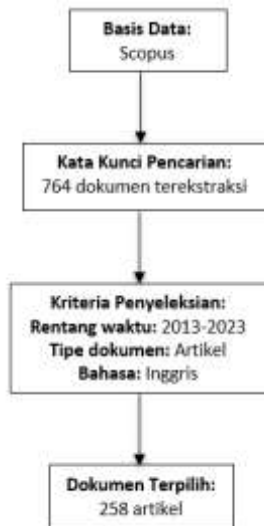 Basis Data:
Scopus
Kata Kunci Pencarian:
764 dokumen terekstraksi
Kriteria Penyeleksian:
Rentang waktu: 2013-2023
Tipe dokumen: Artikel
Bahasa: Inggris
Dokumen Terpilih:
258 artikel